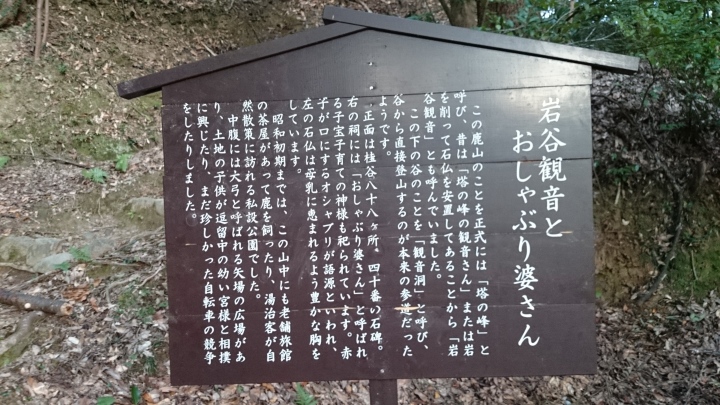 岩谷観音と
おしゃぶり婆さん
この鹿山のことを正式には「塔の峰」と
呼び、昔は「塔の峰の観音さん」または岩
を削って石仏を安置してあることから「岩
谷観音」とも呼んでいました。
この下の谷のことを「観音洞」と呼び、
谷から直接登山するのが本来の参道だった
ようです。
正面は桂谷八十八ヶ所。四十番の石碑。
右の祠には「おしゃぶり婆さん」と呼ばれ
る子宝子育ての神様も祀られています。赤
子が口にするオシャブリが語源といわれ、
左の石仏は母乳に恵まれるよう豊かな胸を
しています。
昭和初期までは、この山中にも老舗旅館
の茶屋があって鹿を飼ったり、湯治客が自
然散策に訪れる私設公園でした。
中腹には大弓と呼ばれる矢場の広場があ
り、土地の子供が逗留中の幼い宮様と相撲
に興じたり、まだ珍しかった自転車の競争
をしたりしました。